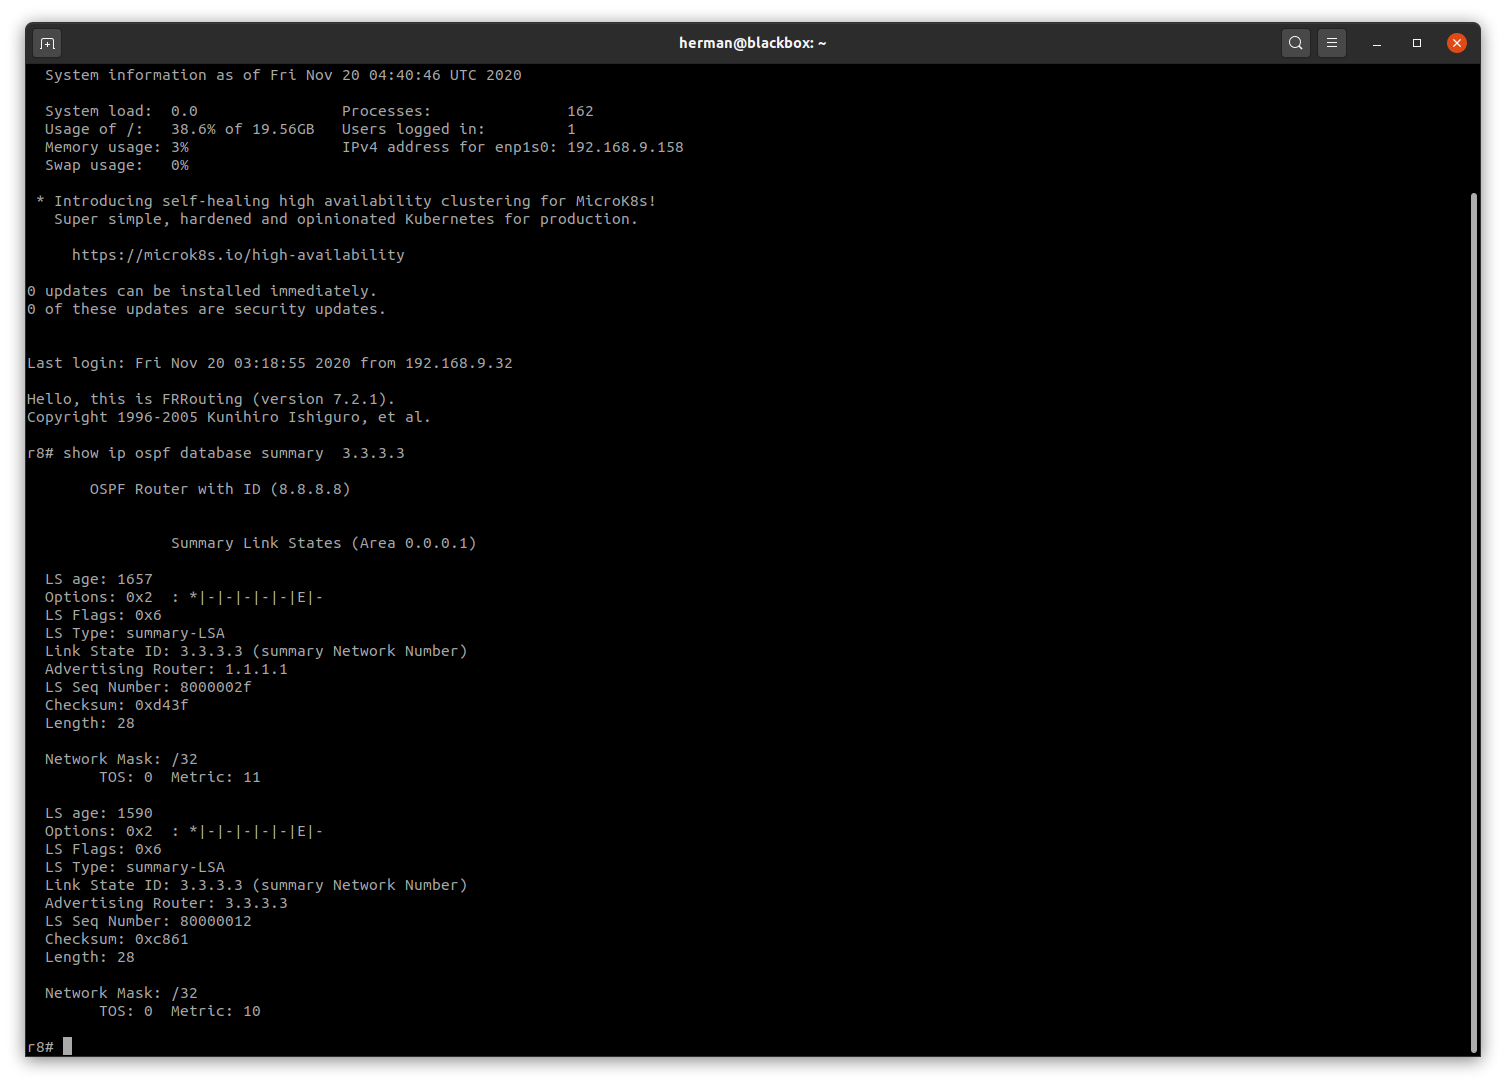 herman@blackbox: ~
System information as of Fri Nov 20 04:40:46 UTC 2020
System load:  0.0                Processes:               162
Usage of /:   38.6% of 19.56GB   Users logged in:         1
Memory usage: 3%                 IPv4 address for enp1s0: 192.168.9.158
Swap usage:   0%
* Introducing self-healing high availability clustering for MicroK8s!
Super simple, hardened and opinionated Kubernetes for production.
https://microk8s.io/high-availability
0 updates can be installed immediately.
0 of these updates are security updates.
Last login: Fri Nov 20 03:18:55 2020 from 192.168.9.32
Hello, this is FRRouting (version 7.2.1).
Copyright 1996-2005 Kunihiro Ishiguro, et al.
r8# show ip ospf database summary  3.3.3.3
OSPF Router with ID (8.8.8.8)
Summary Link States (Area 0.0.0.1)
LS age: 1657
Options: 0x2  : *|-|-|-|-|-|E|-
LS Flags: 0x6
LS Type: summary-LSA
Link State ID: 3.3.3.3 (summary Network Number)
Advertising Router: 1.1.1.1
LS Seq Number: 8000002f
Checksum: 0xd43f
Length: 28
Network Mask: /32
TOS: 0  Metric: 11
LS age: 1590
Options: 0x2  : *|-|-|-|-|-|E|-
LS Flags: 0x6
LS Type: summary-LSA
Link State ID: 3.3.3.3 (summary Network Number)
Advertising Router: 3.3.3.3
LS Seq Number: 80000012
Checksum: 0xc861
Length: 28
Network Mask: /32
TOS: 0  Metric: 10
r8#